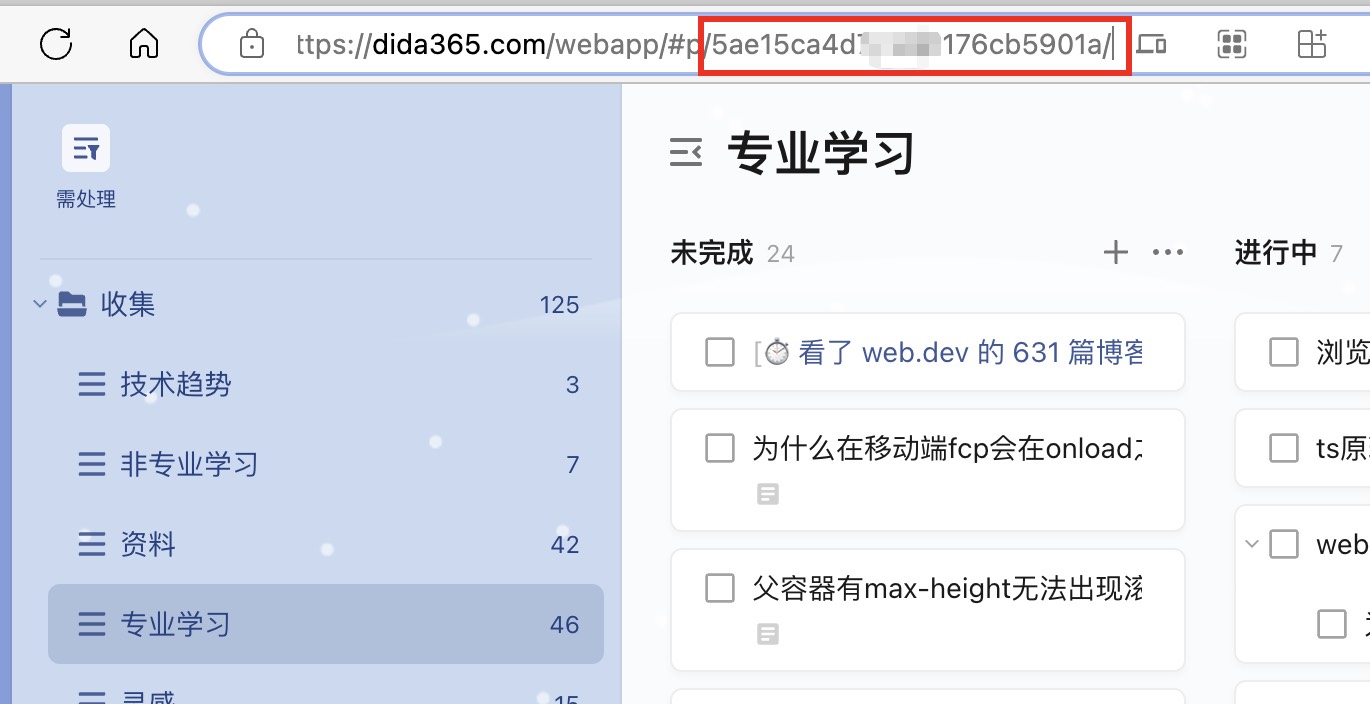 ttps://dida365.com/webapp/#p/5ae15ca4d 176cb5901a/
需处理
收集 125
技术趋势 3
非专业学习 7
资料 42
专业学习 46
灵感 15
专业学习
未完成 24
[⏱ 看了 web.dev 的 631 篇博客
为什么在移动端fcp会在onload
父容器有max-height无法出现滚
进行中 7
浏览
ts原
web